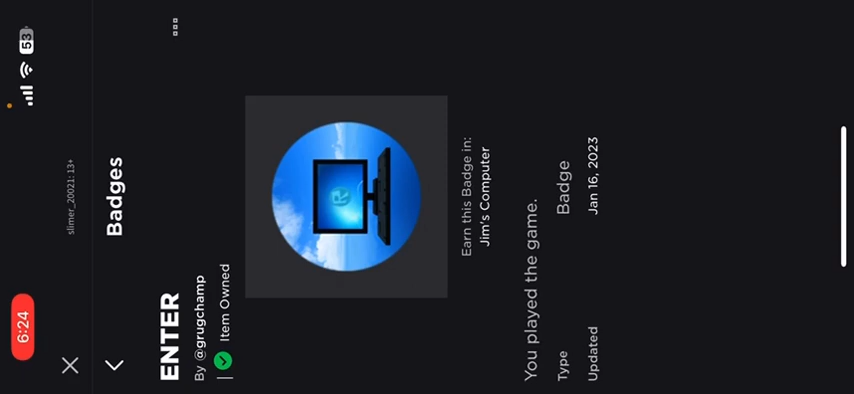 6:24
53
slimer_20021: 13+
Badges
ENTER
By @grugchamp
Item Owned
R
Earn this Badge in:
Jim's Computer
You played the game.
Type Badge
Updated Jan 16, 2023